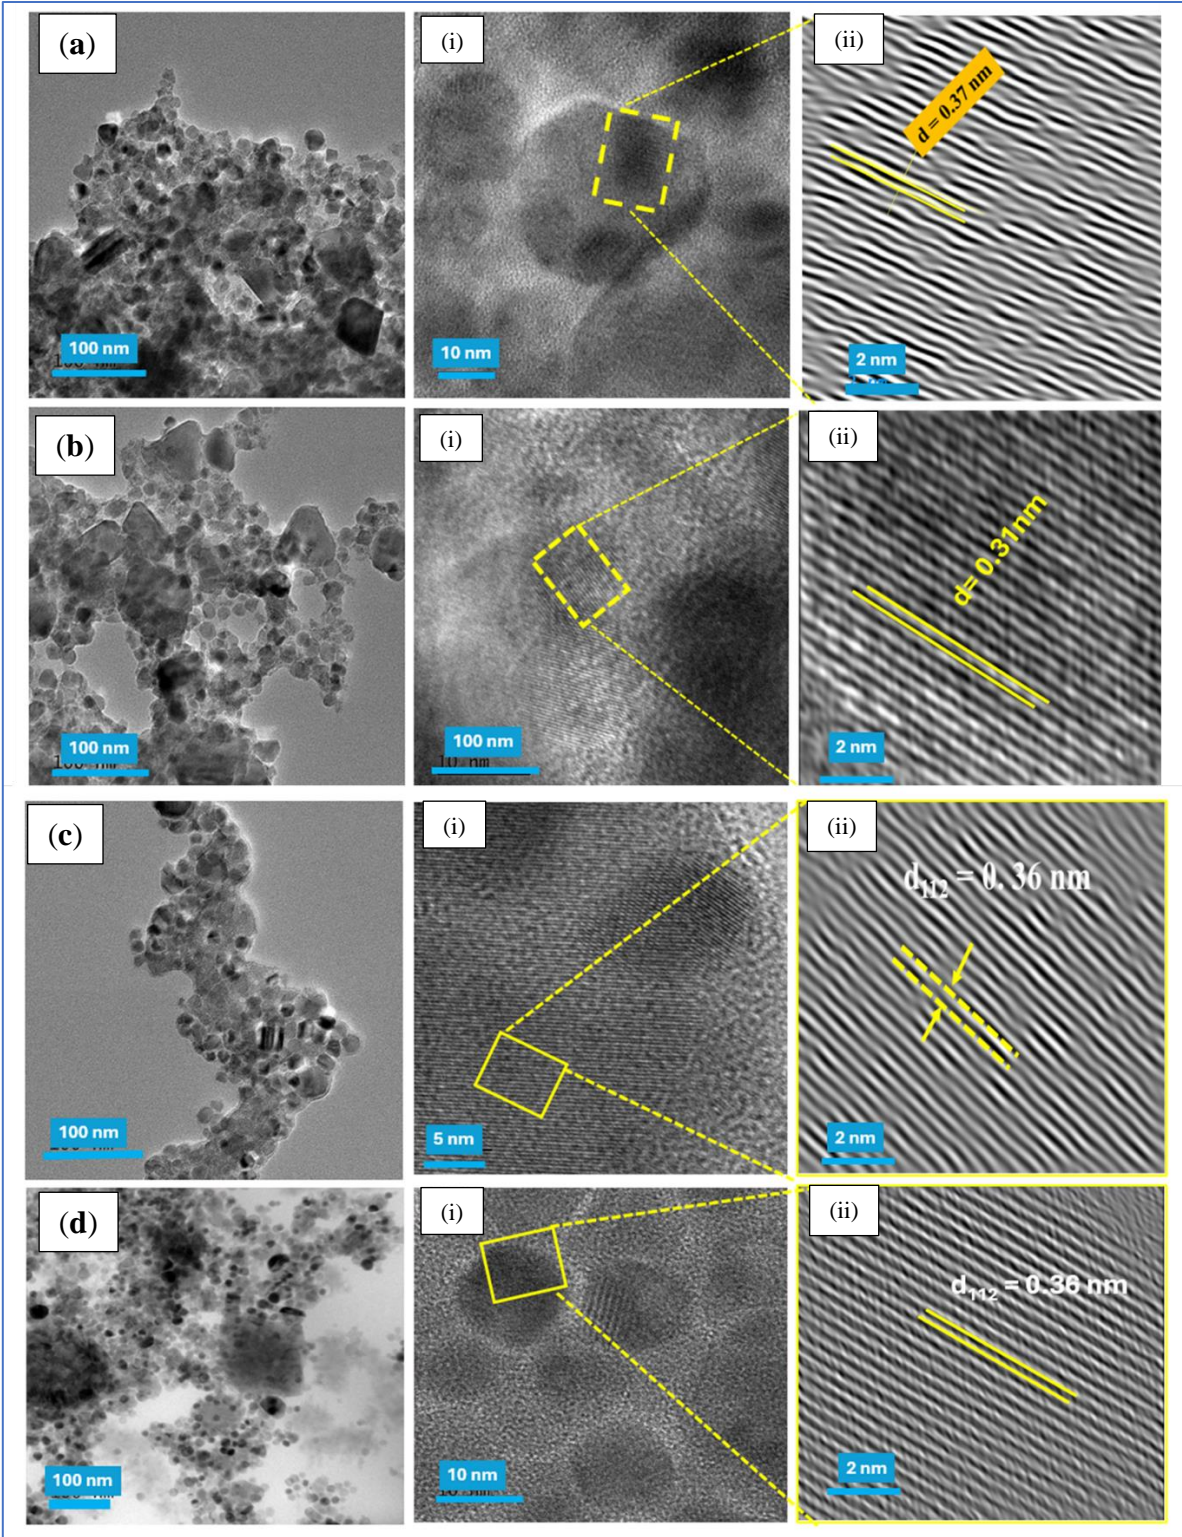 (a)
(i)
(ii)
d = 0.37 nm
100 nm
10 nm
2 nm
(b)
(i)
(ii)
d= 0.31nm
100 nm
100 nm
10 nm
2 nm
(c)
(i)
(ii)
d₁₁₂ = 0. 36 nm
100 nm
5 nm
2 nm
(d)
(i)
(ii)
d₁₁₂ = 0.36 nm
100 nm
10 nm
2 nm